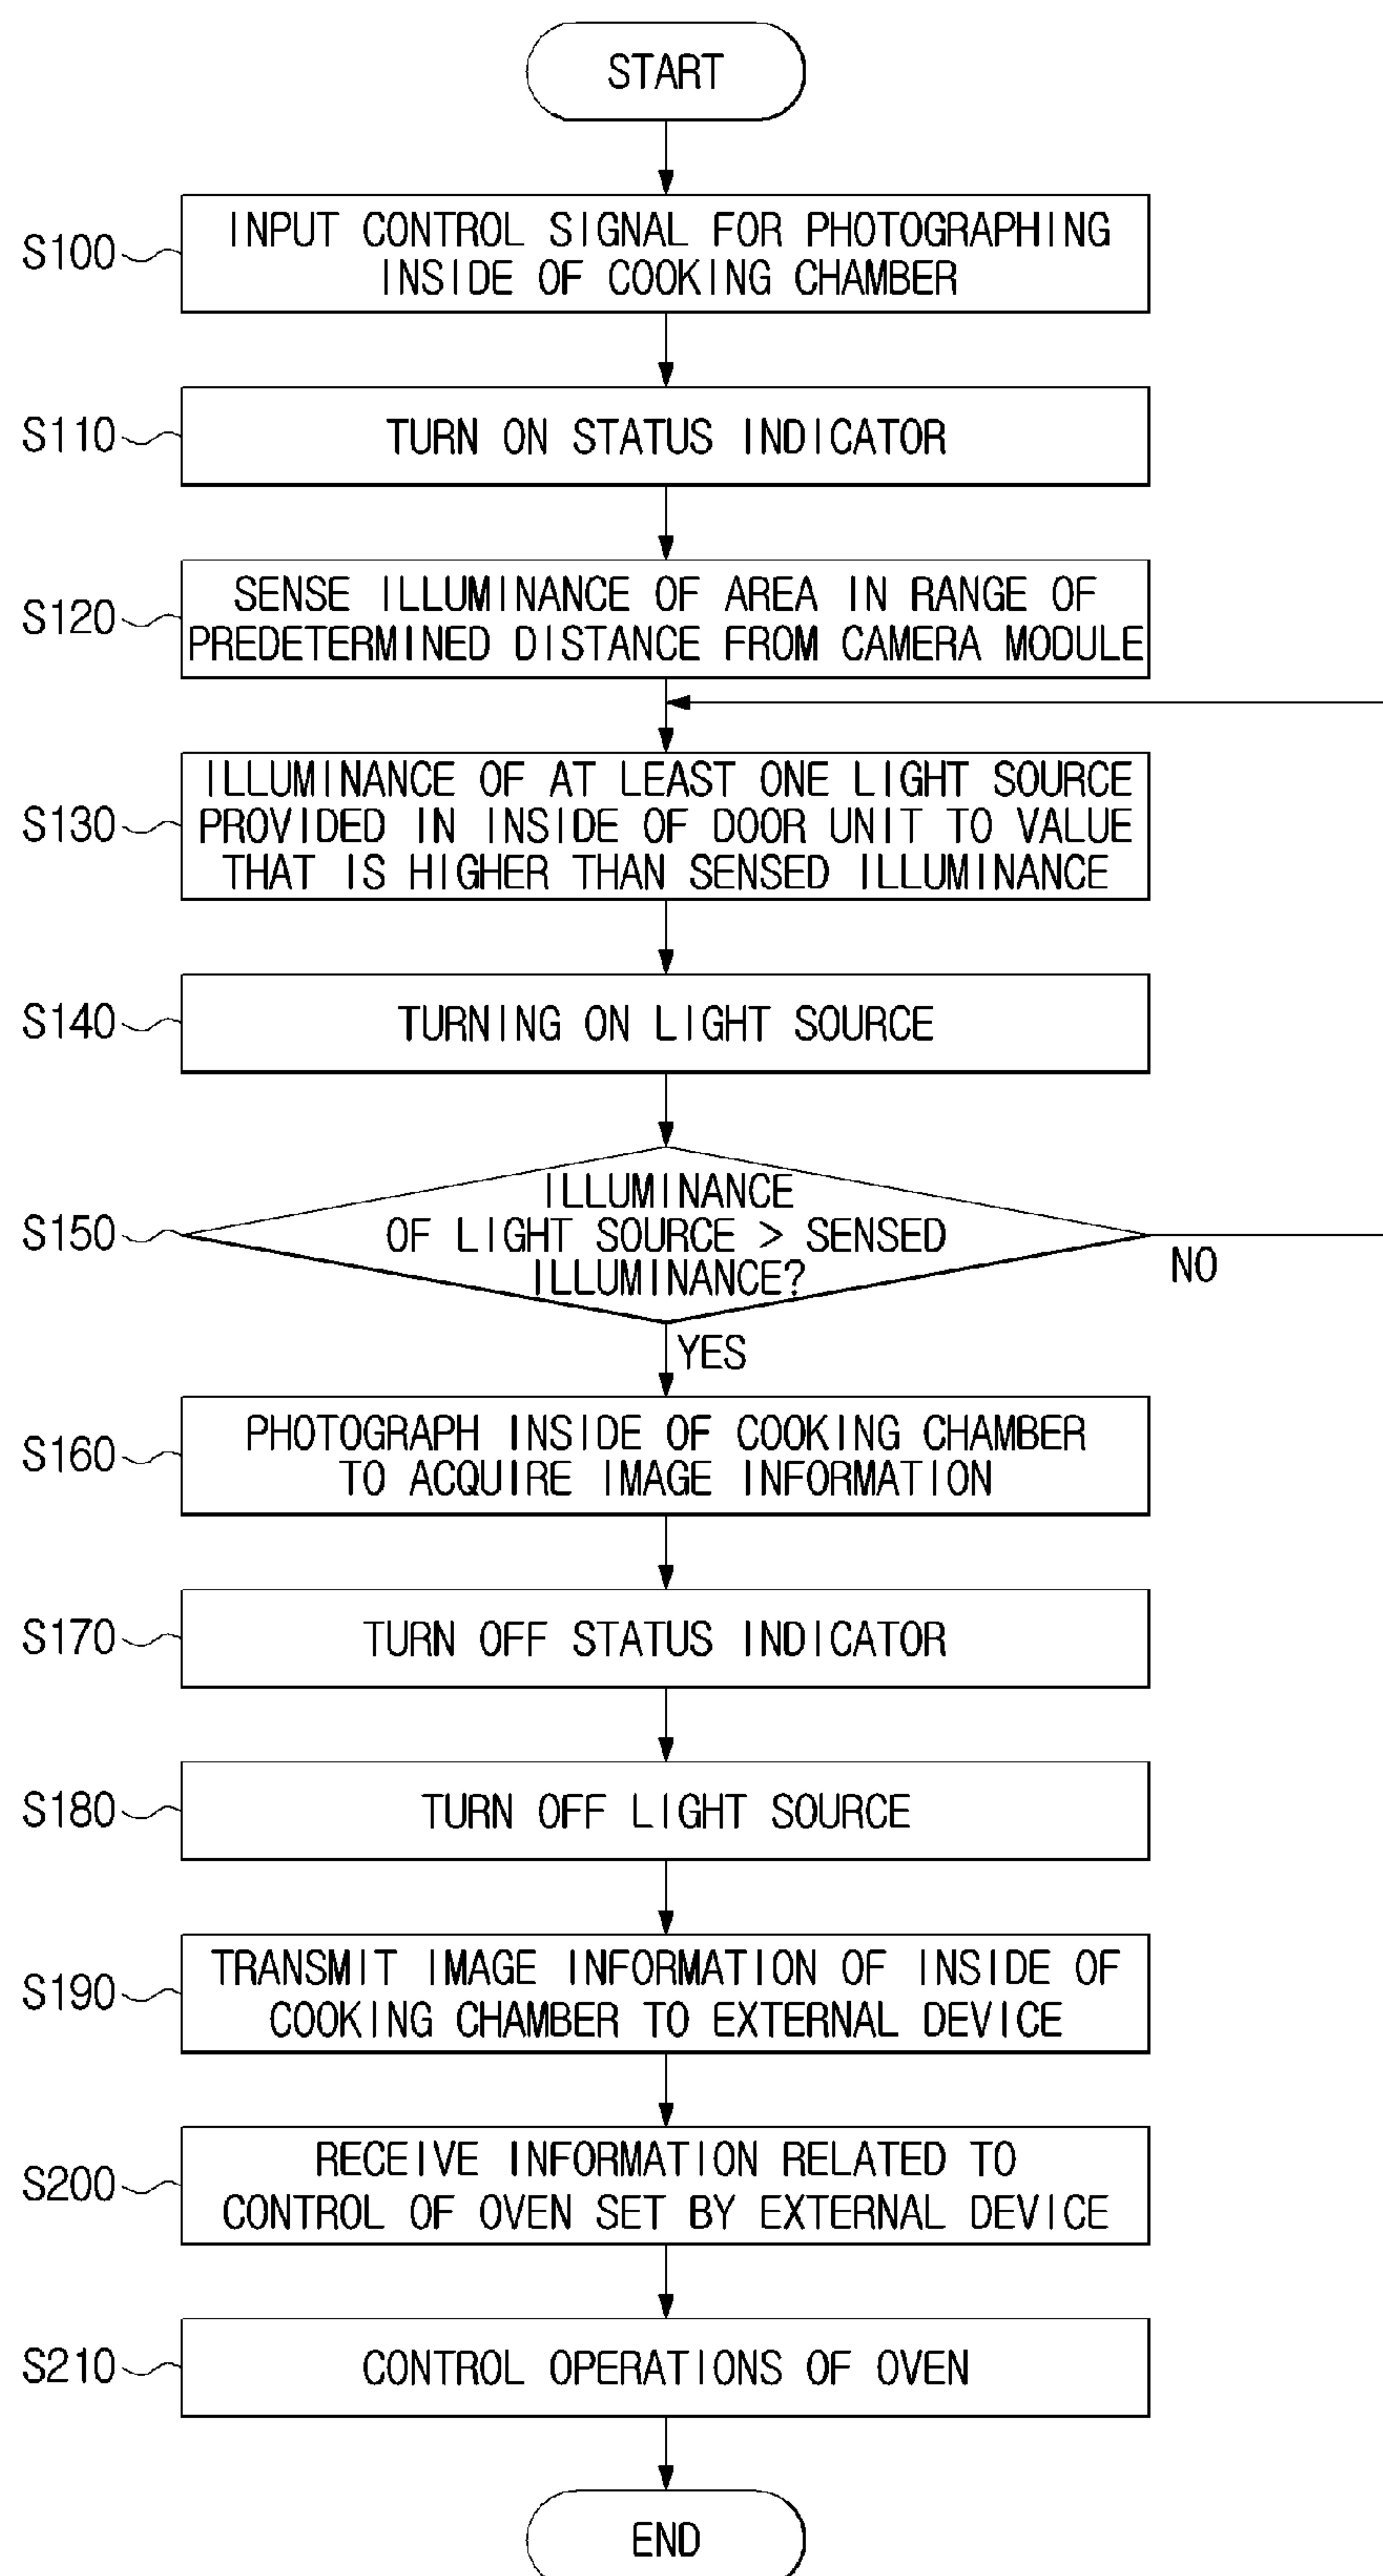 START
S100
INPUT CONTROL SIGNAL FOR PHOTOGRAPHING
INSIDE OF COOKING CHAMBER
S110
TURN ON STATUS INDICATOR
S120
SENSE ILLUMINANCE OF AREA IN RANGE OF
PREDETERMINED DISTANCE FROM CAMERA MODULE
S130
ILLUMINANCE OF AT LEAST ONE LIGHT SOURCE
PROVIDED IN INSIDE OF DOOR UNIT TO VALUE
THAT IS HIGHER THAN SENSED ILLUMINANCE
S140
TURNING ON LIGHT SOURCE
S150
ILLUMINANCE
OF LIGHT SOURCE > SENSED
ILLUMINANCE?
NO
YES
S160
PHOTOGRAPH INSIDE OF COOKING CHAMBER
TO ACQUIRE IMAGE INFORMATION
S170
TURN OFF STATUS INDICATOR
S180
TURN OFF LIGHT SOURCE
S190
TRANSMIT IMAGE INFORMATION OF INSIDE OF
COOKING CHAMBER TO EXTERNAL DEVICE
S200
RECEIVE INFORMATION RELATED TO
CONTROL OF OVEN SET BY EXTERNAL DEVICE
S210
CONTROL OPERATIONS OF OVEN
END